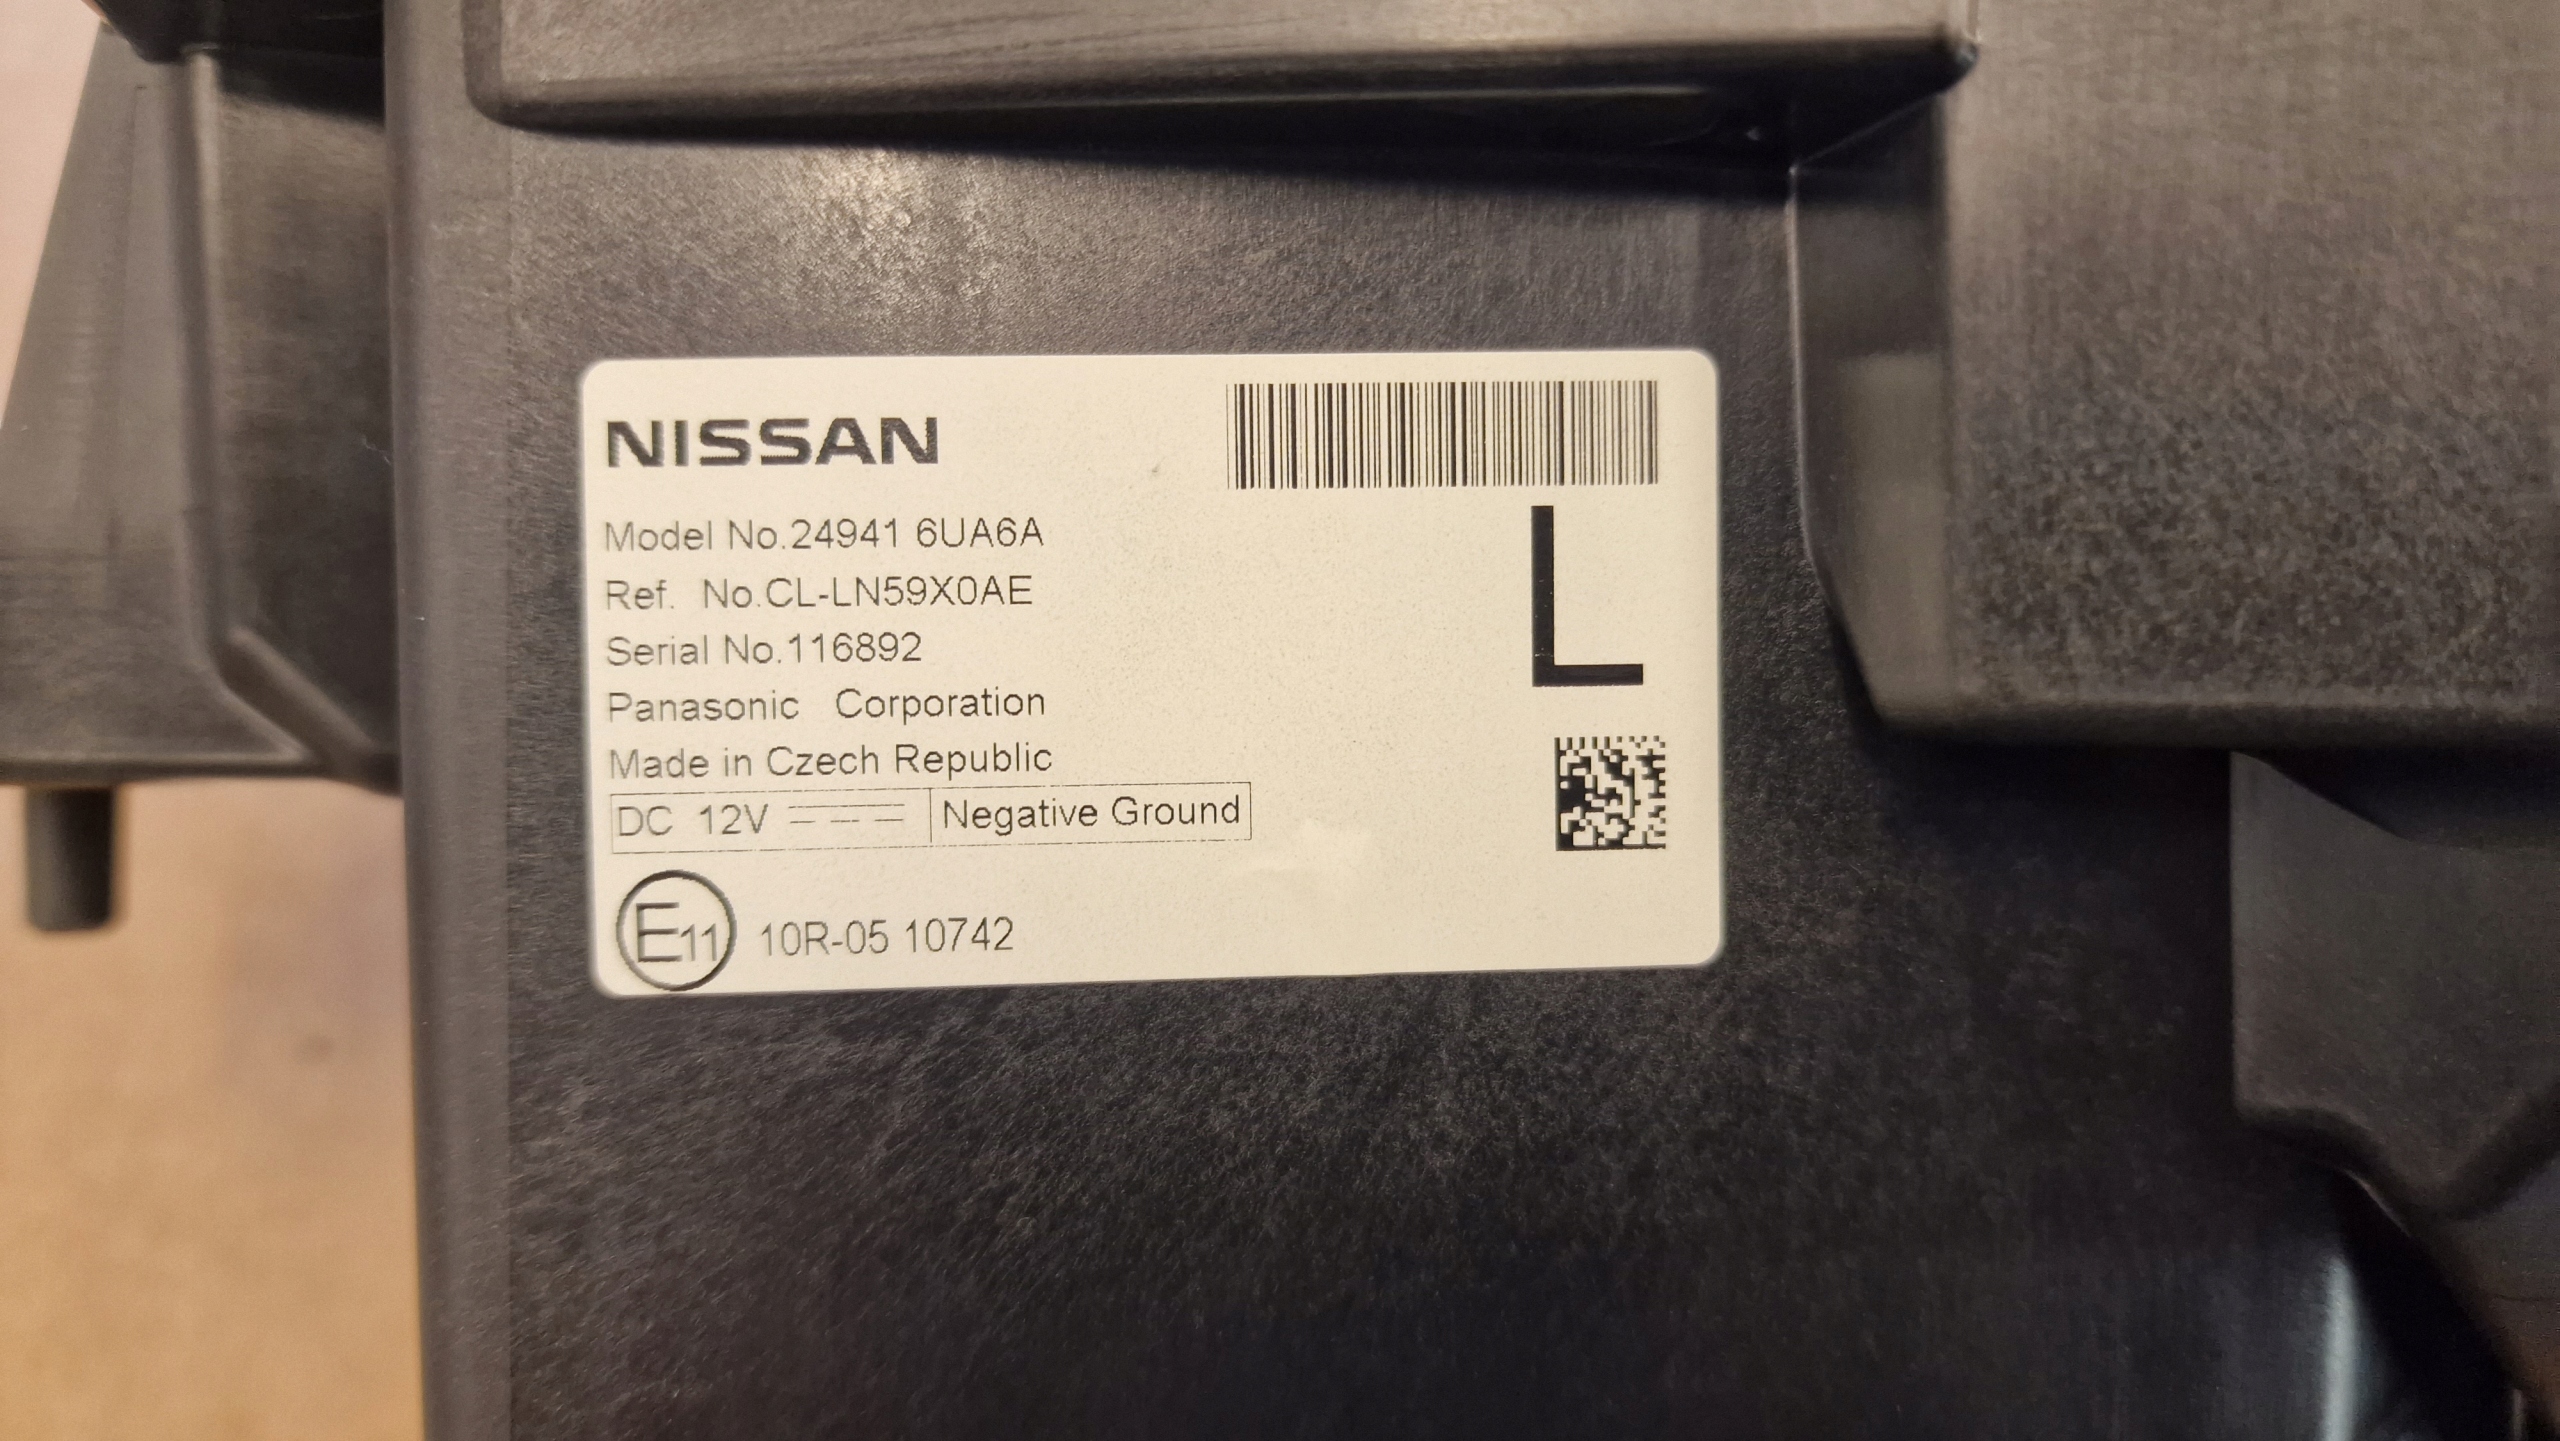 NISSAN
Model No.24941 6UA6A
Ref. No.CL-LN59X0AE
Serial No.116892
Panasonic Corporation
Made in Czech Republic
DC 12V Negative Ground
E11 10R-05 10742
L